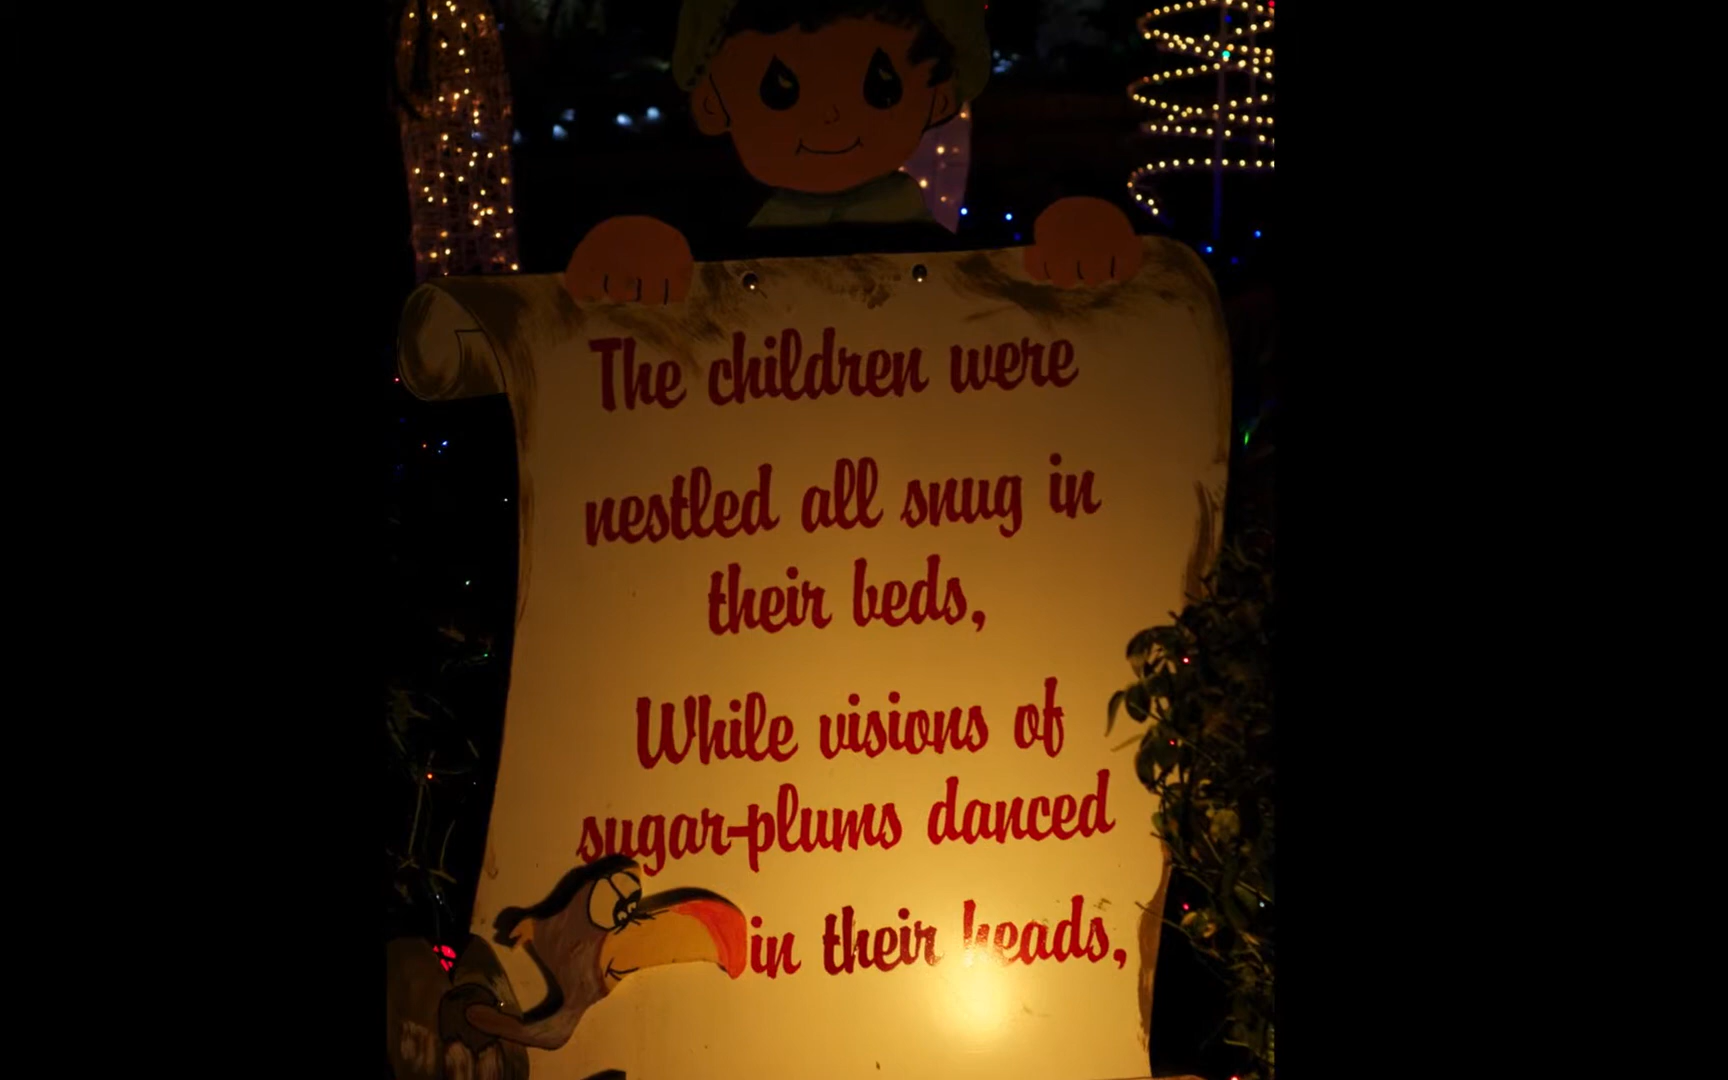 The children were
nestled all snug in
their beds,
While visions of
sugar-plums danced
in their heads,